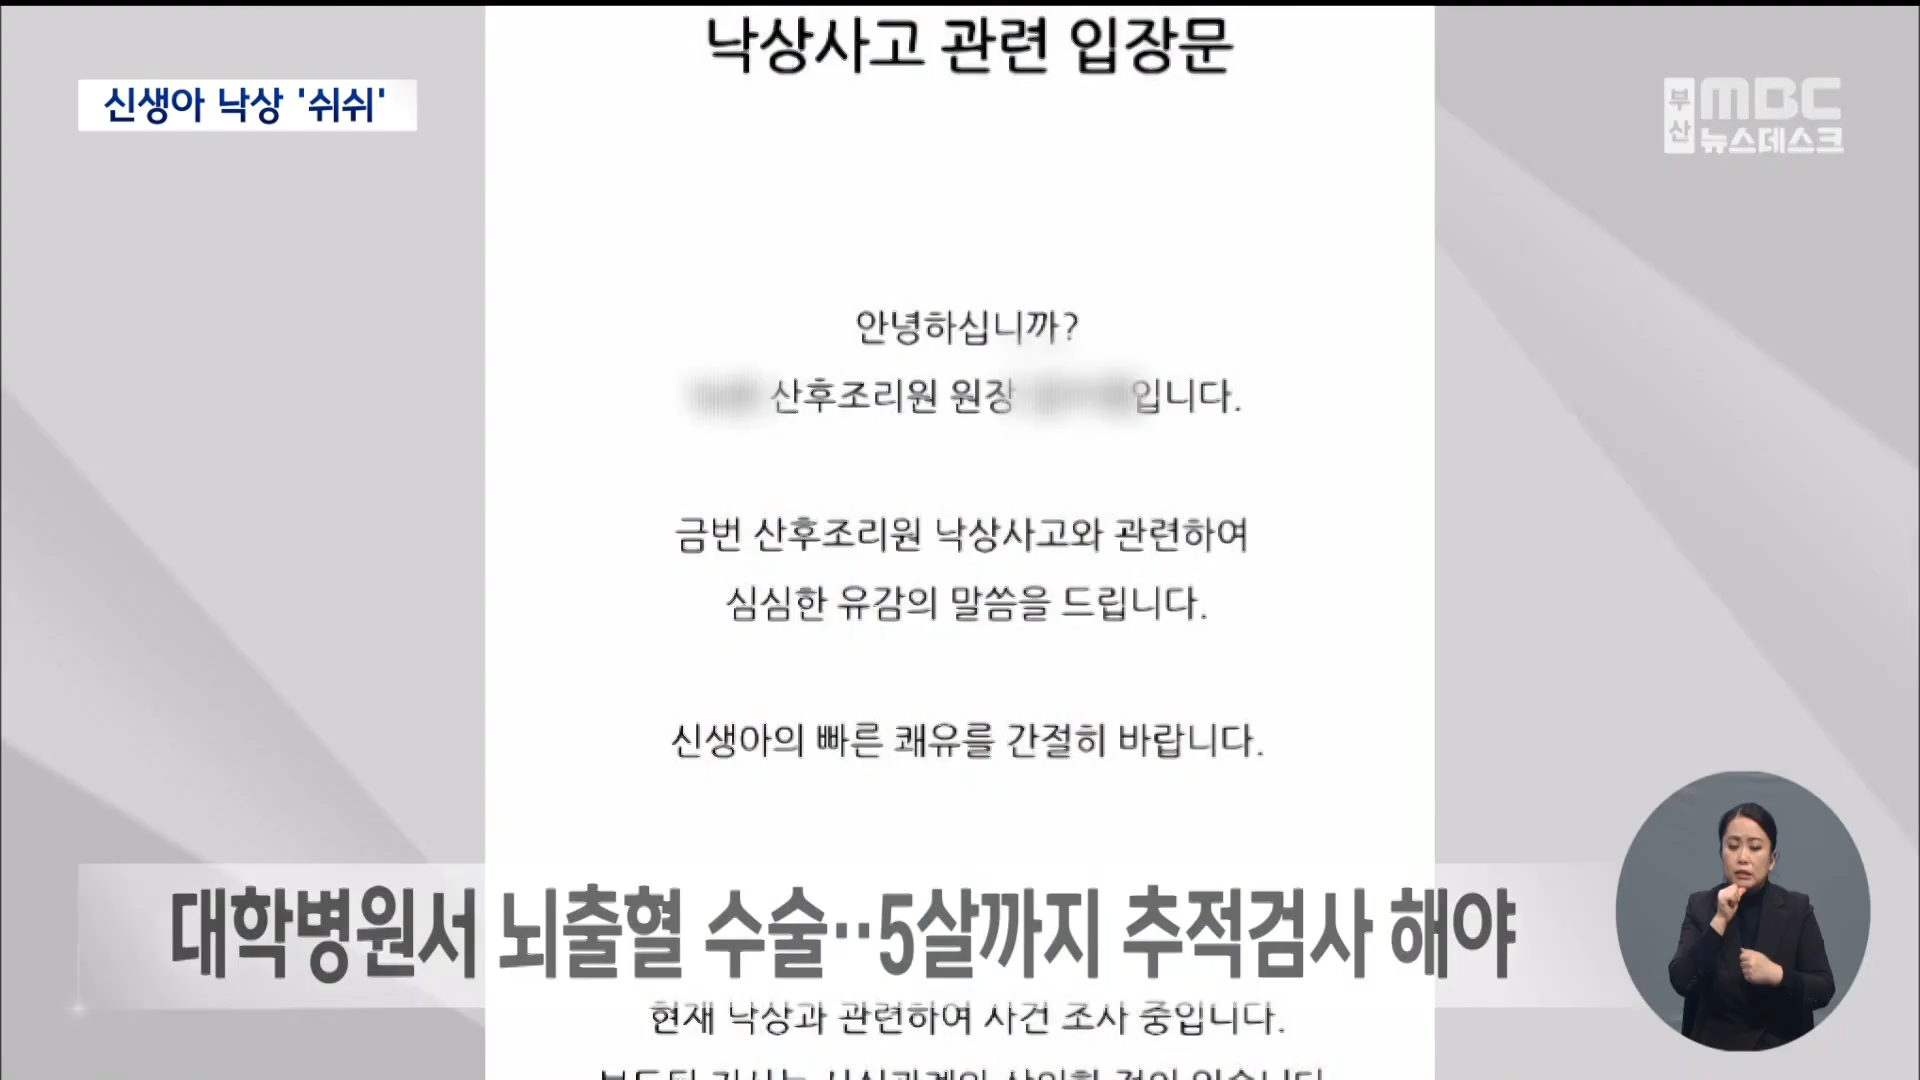 낙상사고 관련 입장문
신생아 낙상 '쉬쉬'
부산 MBC
뉴스데스크
안녕하십니까?
산후조리원 원장 입니다.
금번 산후조리원 낙상사고와 관련하여
심심한 유감의 말씀을 드립니다.
신생아의 빠른 쾌유를 간절히 바랍니다.
대학병원서 뇌출혈 수술··5살까지 추적검사 해야
현재 낙상과 관련하여 사건 조사 중입니다.